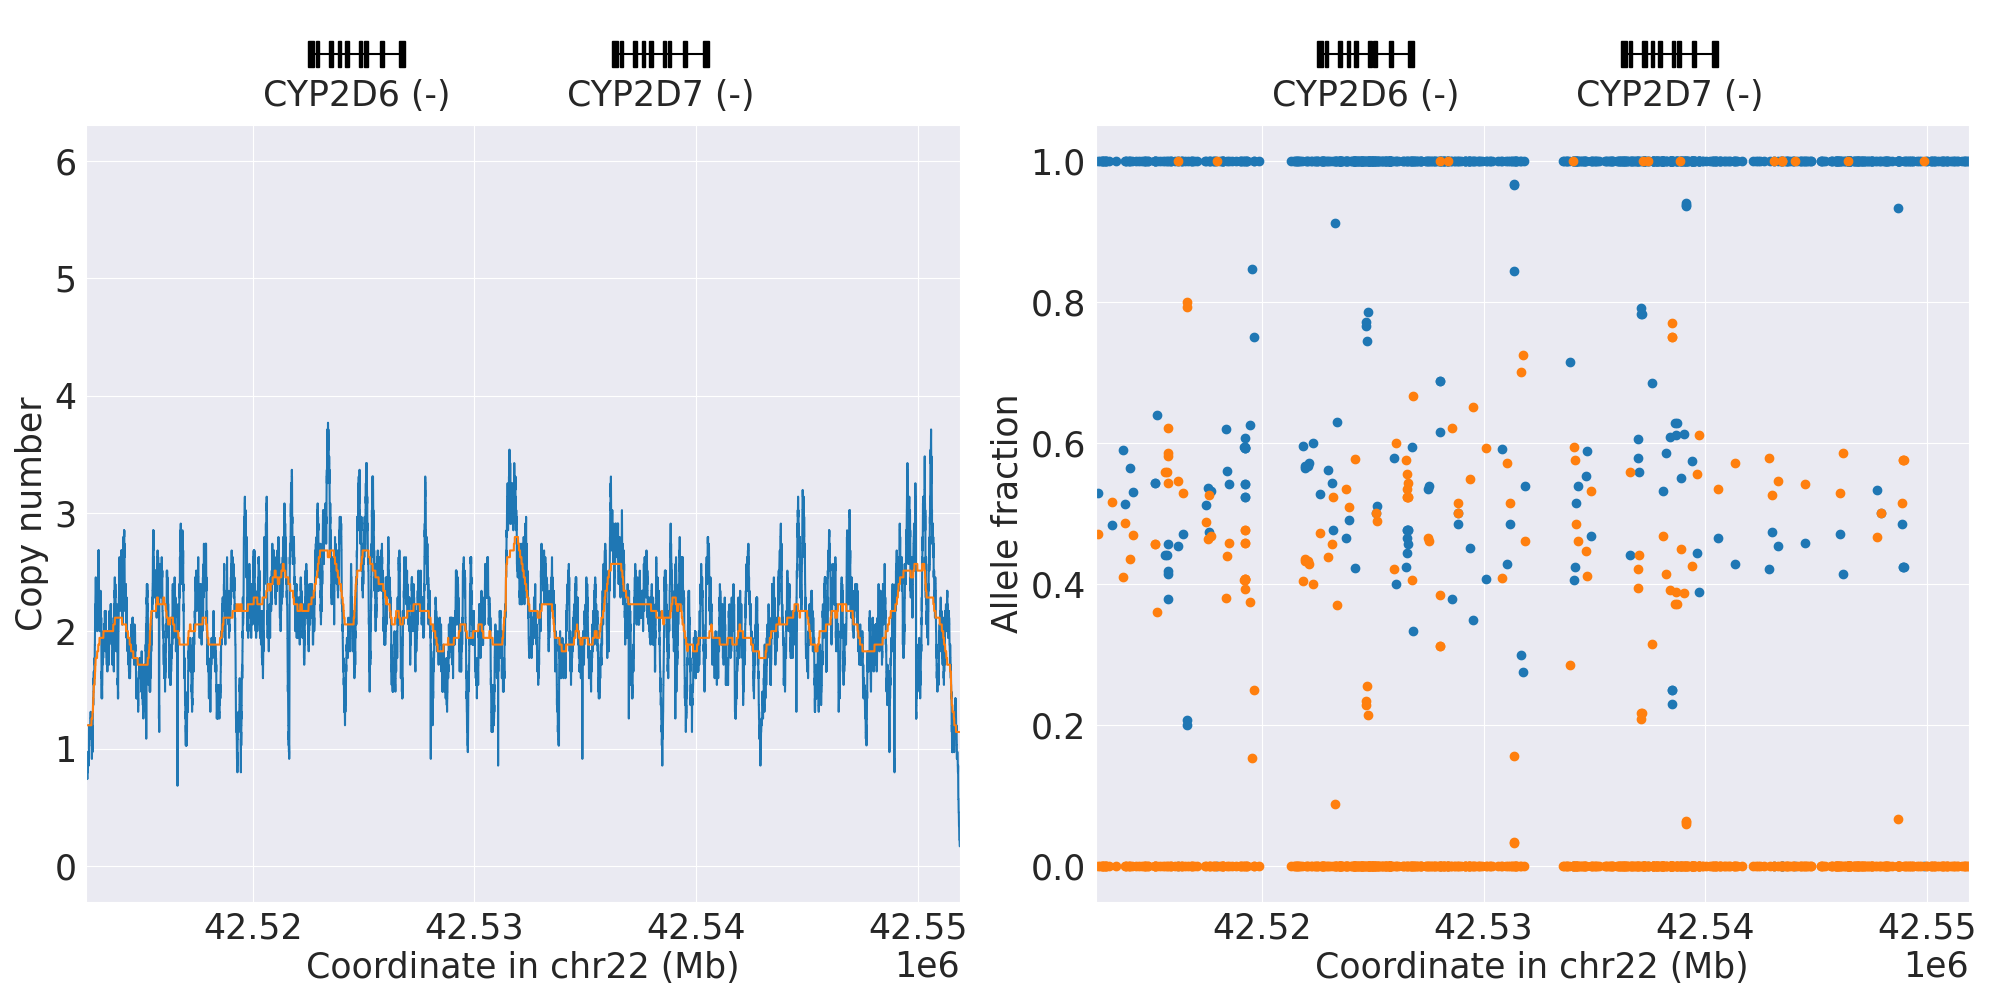 CYP2D6 (-) CYP2D7 (-)
6
5
4
3
2
1
0
Copy number
42.52 42.53 42.54 42.55
Coordinate in chr22 (Mb) 1e6
CYP2D6 (-) CYP2D7 (-)
1.0
0.8
0.6
0.4
0.2
0.0
Allele fraction
42.52 42.53 42.54 42.55
Coordinate in chr22 (Mb) 1e6